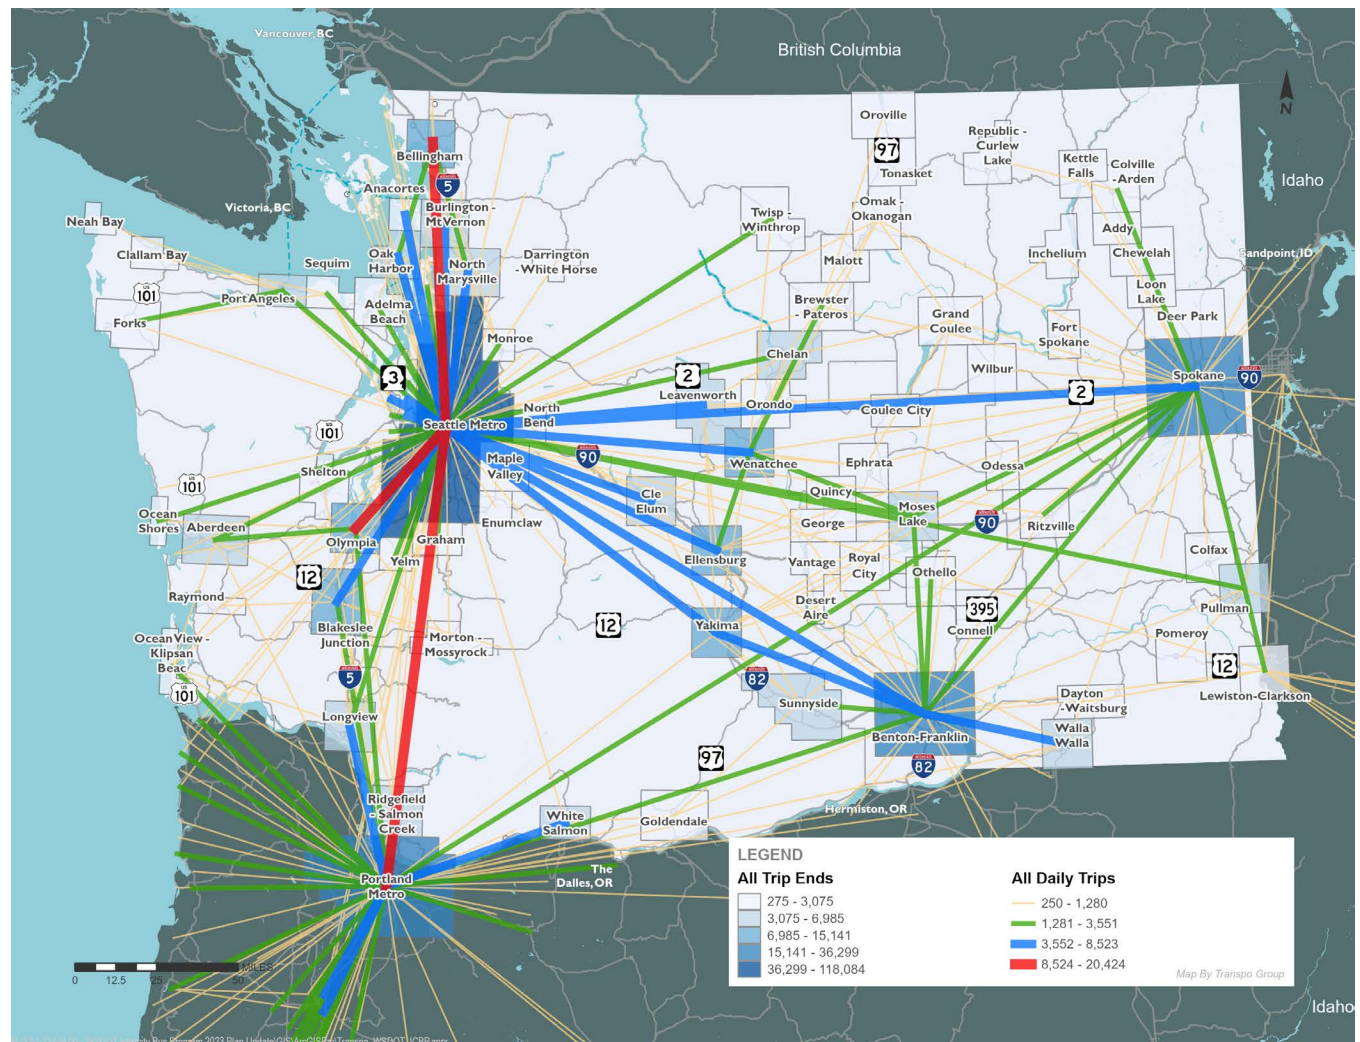 Vancouver, BC
British Columbia
Oroville
97
Tonasket
Republic -
Curlew
Lake
Kettle
Falls
Colville
-Arden
Idaho
N
Bellingham
5
Anacortes
Burlington -
Mt Vernon
Victoria, BC
Neah Bay
Clallam Bay
Sequim
Oak
Harbor
North
Marysville
Darrington
-White Horse
Twisp -
Winthrop
Omak -
Okanogan
Malott
Inchelium
Addy
Chewelah
Sandpoint, ID
US
101
Port Angeles
Forks
Adelma
Beach
Monroe
Brewster
- Pateros
Grand
Coulee
Fort
Spokane
Loon
Lake
Deer Park
Chelan
3
2
Leavenworth
Wilbur
2
Spokane
90
US
101
Seattle Metro
North
Bend
Orondo
Coulee City
Maple
Valley
90
Wenatchee
Ephrata
Odessa
Shelton
US
101
Quincy
Cle
Elum
Moses
Lake
Ocean
Shores
Aberdeen
Olympia
Enumclaw
Graham
Yelm
George
90
Ritzville
Ellensburg
Vantage
Royal
City
Othello
Colfax
12
Raymond
Desert
Aire
395
Connell
Pullman
Blakeslee
Junction
Morton -
Mossyrock
12
Yakima
Pomeroy
12
Ocean View -
Klipsan
Beac
US
101
5
82
Sunnyside
Dayton
-Waitsburg
Lewiston-Clarkson
Longview
Benton-Franklin
Walla
Walla
97
82
Ridgefield
- Salmon
Creek
White
Salmon
Goldendale
Hermiston, OR
The
Dalles, OR
Portland
Metro
LEGEND
All Trip Ends
275 - 3,075
3,075 - 6,985
6,985 - 15,141
15,141 - 36,299
36,299 - 118,084
All Daily Trips
250 - 1,280
1,281 - 3,551
3,552 - 8,523
8,524 - 20,424
Map By Transpo Group
MILES
0 12.5 25 50
Idaho